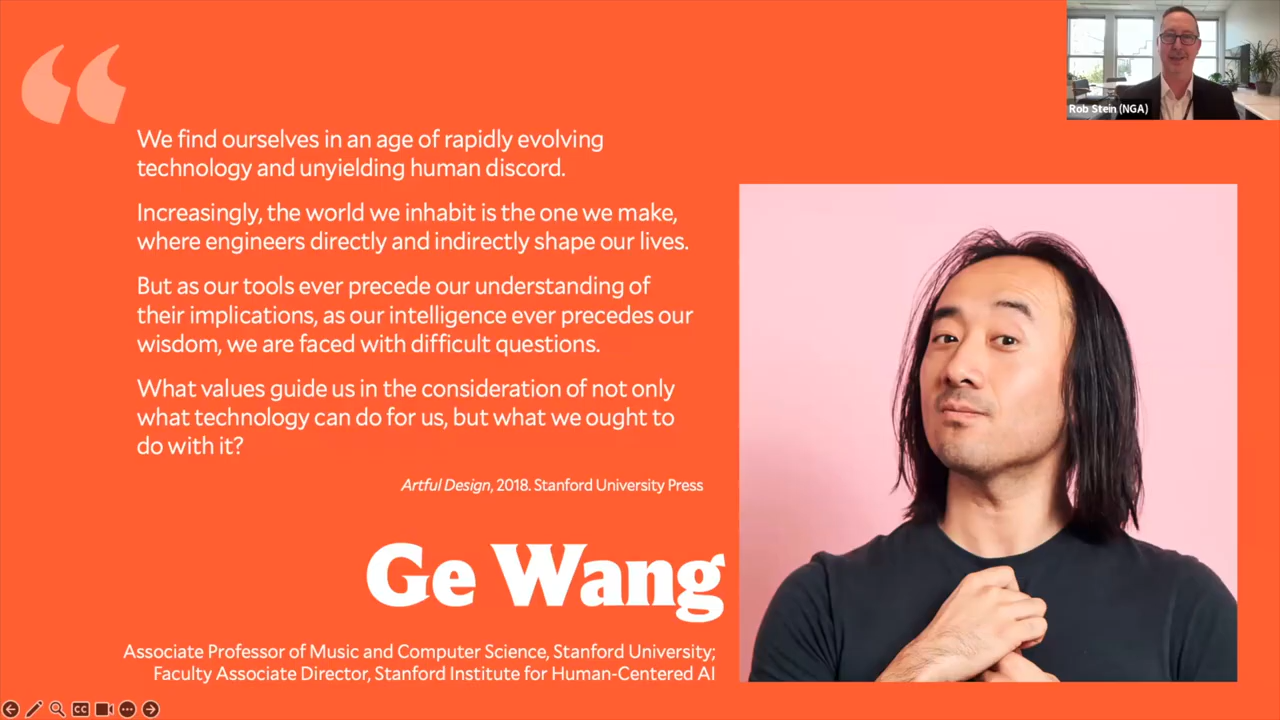 Rob Stein (NGA)
We find ourselves in an age of rapidly evolving
technology and unyielding human discord.
Increasingly, the world we inhabit is the one we make,
where engineers directly and indirectly shape our lives.
But as our tools ever precede our understanding of
their implications, as our intelligence ever precedes our
wisdom, we are faced with difficult questions.
What values guide us in the consideration of not only
what technology can do for us, but what we ought to
do with it?
Artful Design, 2018. Stanford University Press
Ge Wang
Associate Professor of Music and Computer Science, Stanford University;
Faculty Associate Director, Stanford Institute for Human-Centered AI
CC